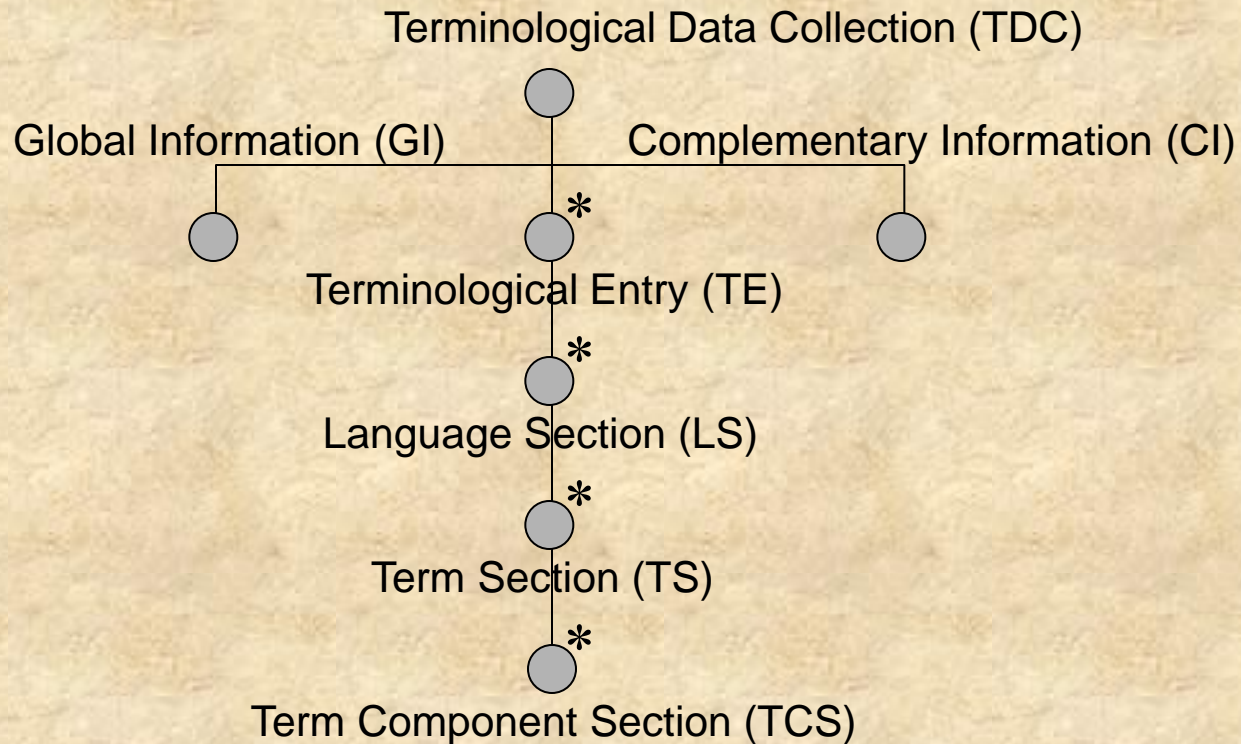 Terminological Data Collection (TDC)
Global Information (GI)
Complementary Information (CI)
*
Terminological Entry (TE)
*
Language Section (LS)
*
Term Section (TS)
*
Term Component Section (TCS)